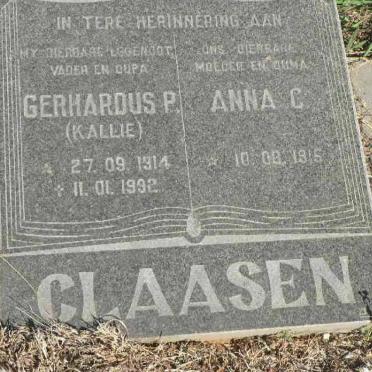 IN TERE HERINNERING AAN
MY DIERBARE EGGENOOT
VADER EN OUPA
GERHARDUS P.
(KALLIE)
27.09.1914
11.01.1992
ONS DIERBARE
MOEDER EN OUMA
ANNA C.
10.08.1915
CLAASEN